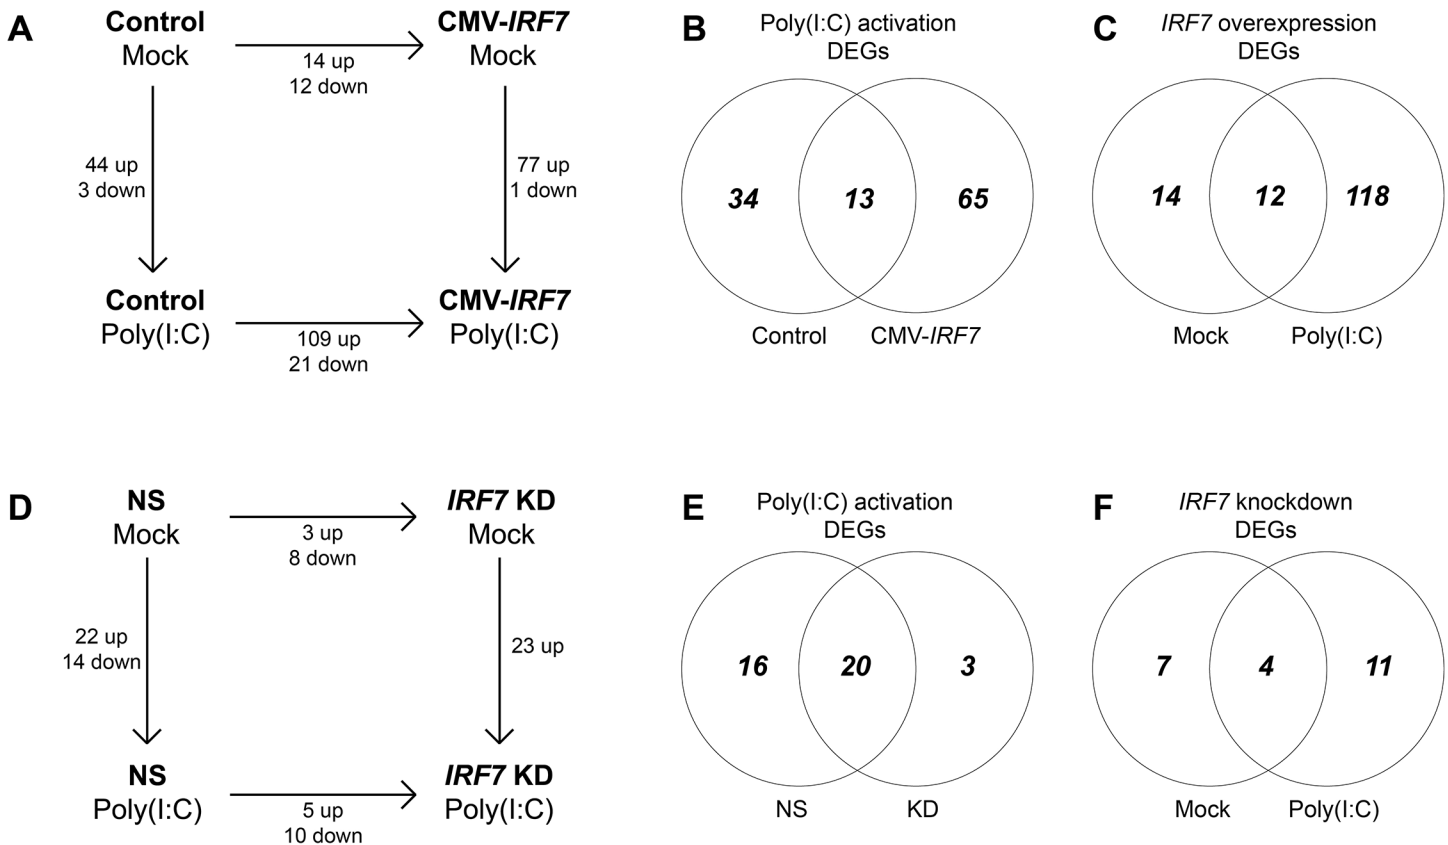 A
Control
Mock
14 up
12 down
CMV-IRF7
Mock
44 up
3 down
77 up
1 down
Control
Poly(I:C)
109 up
21 down
CMV-IRF7
Poly(I:C)
B
Poly(I:C) activation
DEGs
34
13
65
Control
CMV-IRF7
C
IRF7 overexpression
DEGs
14
12
118
Mock
Poly(I:C)
D
NS
Mock
3 up
8 down
IRF7 KD
Mock
22 up
14 down
23 up
NS
Poly(I:C)
5 up
10 down
IRF7 KD
Poly(I:C)
E
Poly(I:C) activation
DEGs
16
20
3
NS
KD
F
IRF7 knockdown
DEGs
7
4
11
Mock
Poly(I:C)